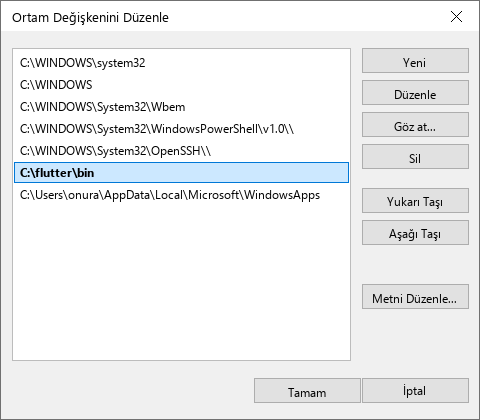 Ortam Değişkenini Düzenle
C:\WINDOWS\system32
C:\WINDOWS
C:\WINDOWS\System32\Wbem
C:\WINDOWS\System32\WindowsPowerShell\v1.0\\
C:\WINDOWS\System32\OpenSSH\\
C:\flutter\bin
C:\Users\onura\AppData\Local\Microsoft\WindowsApps
Yeni
Düzenle
Göz at...
Sil
Yukarı Taşı
Aşağı Taşı
Metni Düzenle...
Tamam
İptal